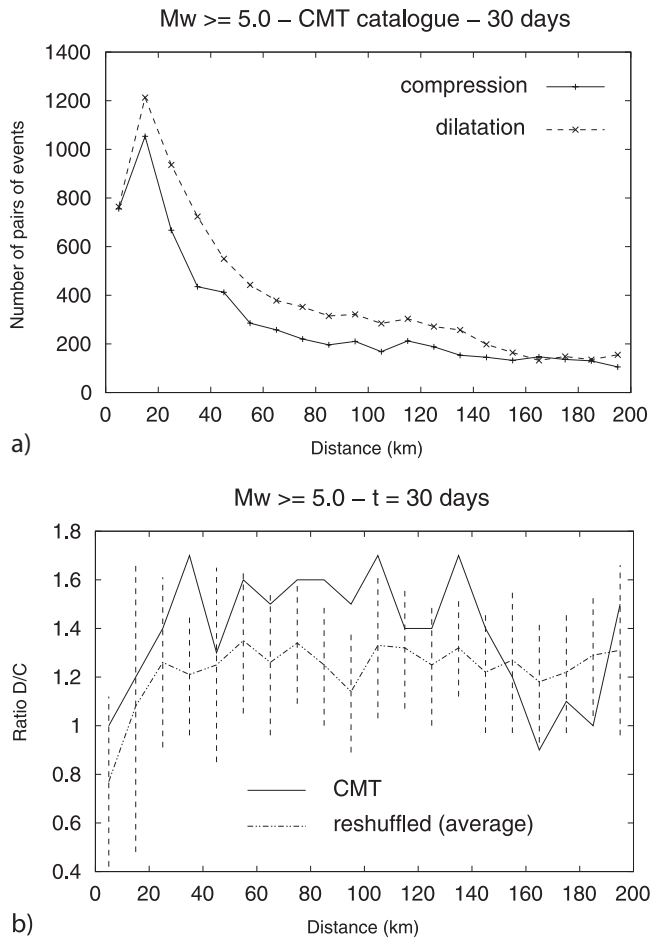 Mw >= 5.0 – CMT catalogue – 30 days
1400
1200
1000
800
600
400
200
0
Number of pairs of events
compression
dilatation
0 20 40 60 80 100 120 140 160 180 200
Distance (km)
a)
Mw >= 5.0 – t = 30 days
1.8
1.6
1.4
1.2
1
0.8
0.6
0.4
Ratio D/C
CMT
reshuffled (average)
0 20 40 60 80 100 120 140 160 180 200
Distance (km)
b)